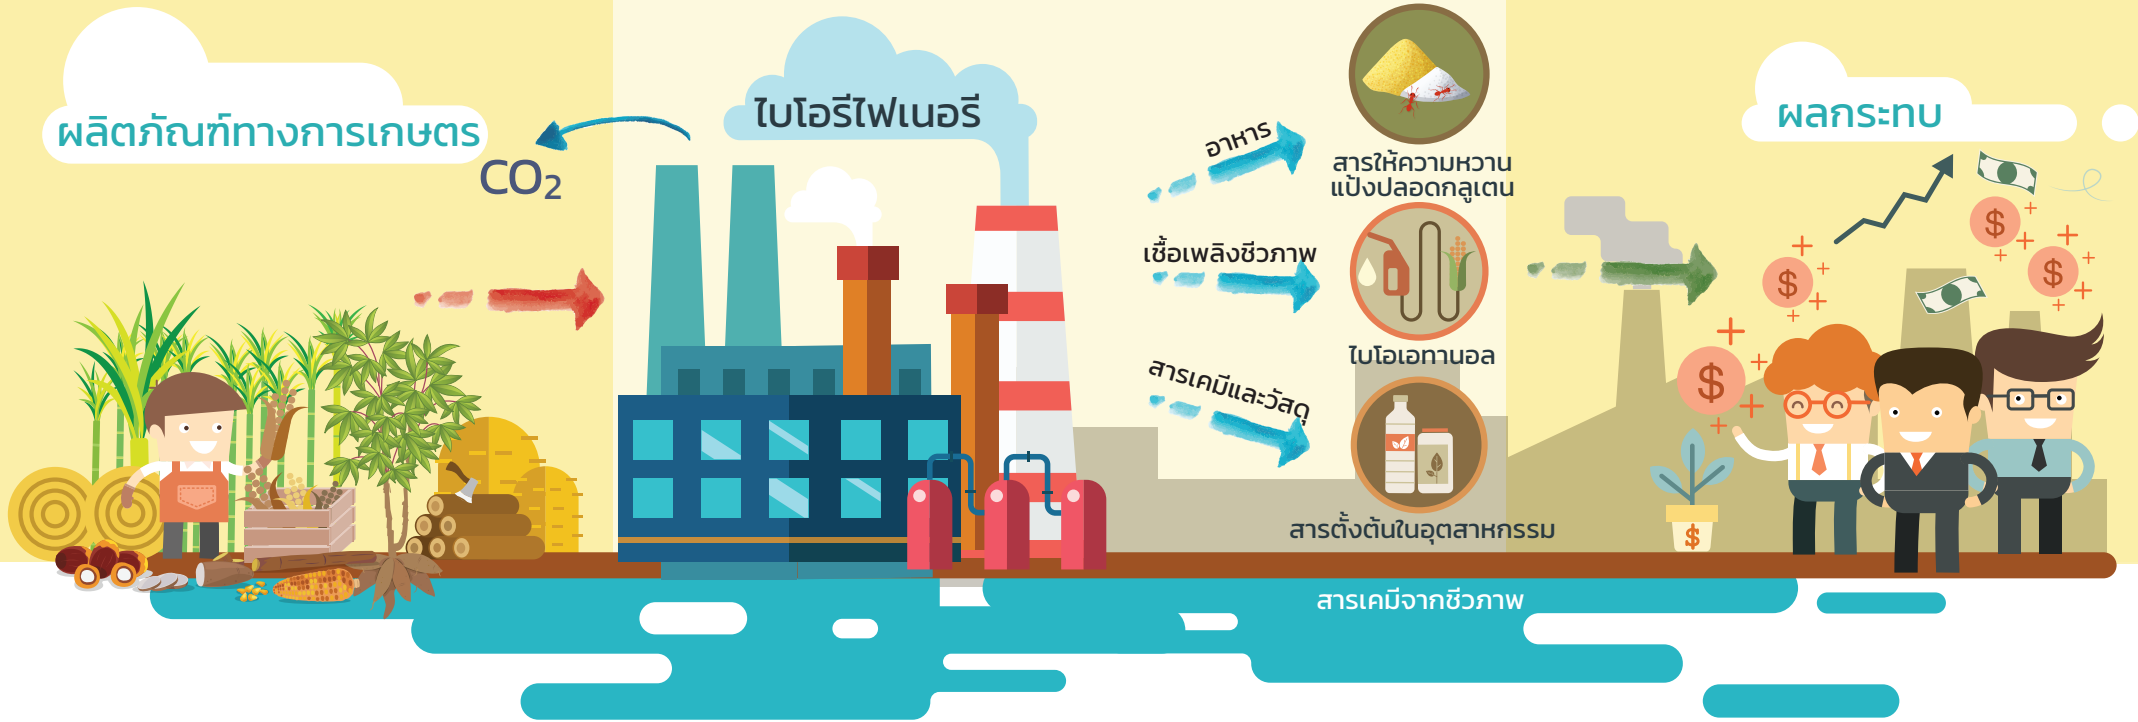 ผลิตภัณฑ์ทางการเกษตร
CO₂
ไบโอรีไฟเนอรี
อาหาร
สารให้ความหวาน
แป้งปลอดกลูเตน
เชื้อเพลิงชีวภาพ
ไบโอเอทานอล
สารเคมีและวัสดุ
สารตั้งต้นในอุตสาหกรรม
สารเคมีจากชีวภาพ
ผลกระทบ
$
$
$
$
$